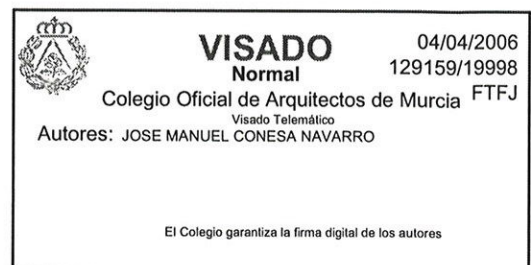 VISADO
04/04/2006
Normal
129159/19998
Colegio Oficial de Arquitectos de Murcia
FTFJ
Visado Telemático
Autores: JOSE MANUEL CONESA NAVARRO
El Colegio garantiza la firma digital de los autores